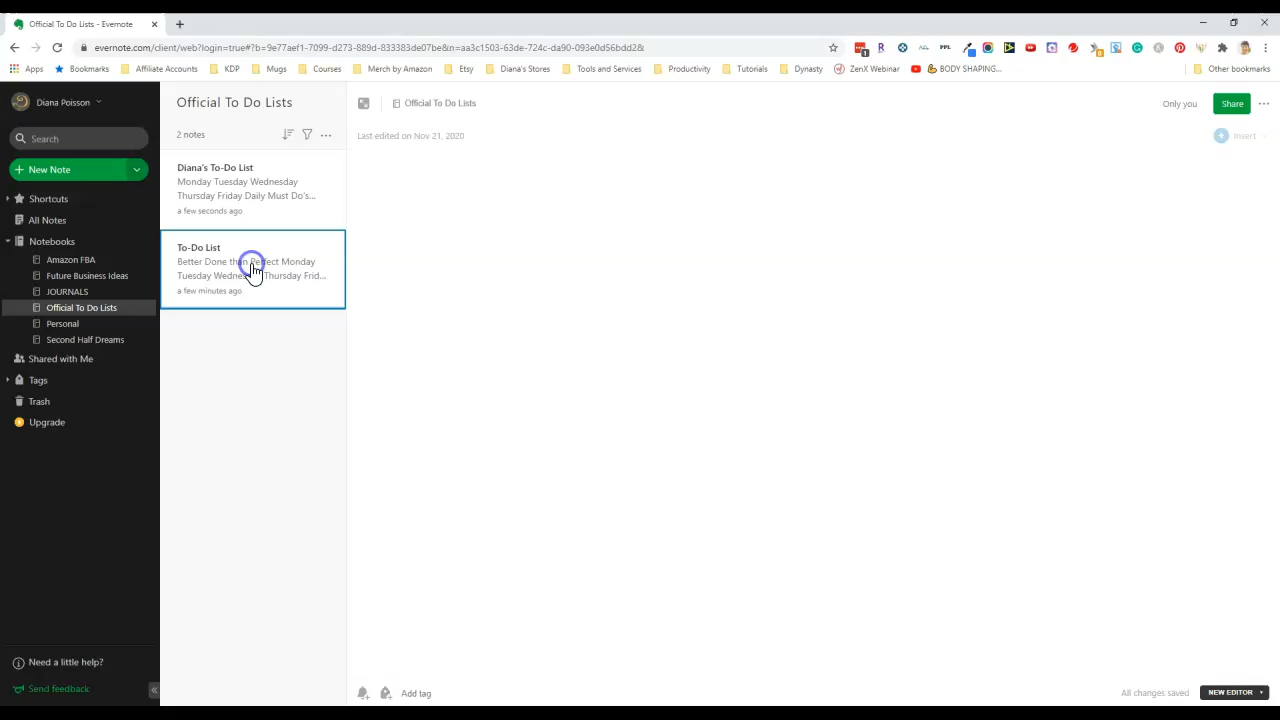 Official To Do Lists - Evernote
evernote.com/client/web?login=true#?b=9e77aef1-7099-d273-889d-833383de07be&n=aa3c1503-63de-724c-da90-093e0d56bdd2&
Apps Bookmarks Affiliate Accounts KDP Mugs Courses Merch by Amazon Etsy Diana's Stores Tools and Services Productivity Tutorials Dynasty ZenX Webinar BODY SHAPING... Other bookmarks
Diana Poisson
Search
New Note
Shortcuts
All Notes
Notebooks
Amazon FBA
Future Business Ideas
JOURNALS
Official To Do Lists
Personal
Second Half Dreams
Shared with Me
Tags
Trash
Upgrade
Need a little help?
Send feedback
Official To Do Lists
2 notes
Diana's To-Do List
Monday Tuesday Wednesday
Thursday Friday Daily Must Do's...
a few seconds ago
To-Do List
Better Done than Perfect Monday
Tuesday Thursday Frid...
a few minutes ago
Official To Do Lists
Only you
Share
Last edited on Nov 21, 2020
Insert
Add tag
All changes saved
NEW EDITOR